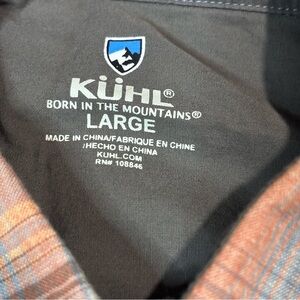 KÜHL®
BORN IN THE MOUNTAINS®
LARGE
MADE IN CHINA/FABRIQUE EN CHINE
/HECHO EN CHINA
KUHL.COM
RN# 108846